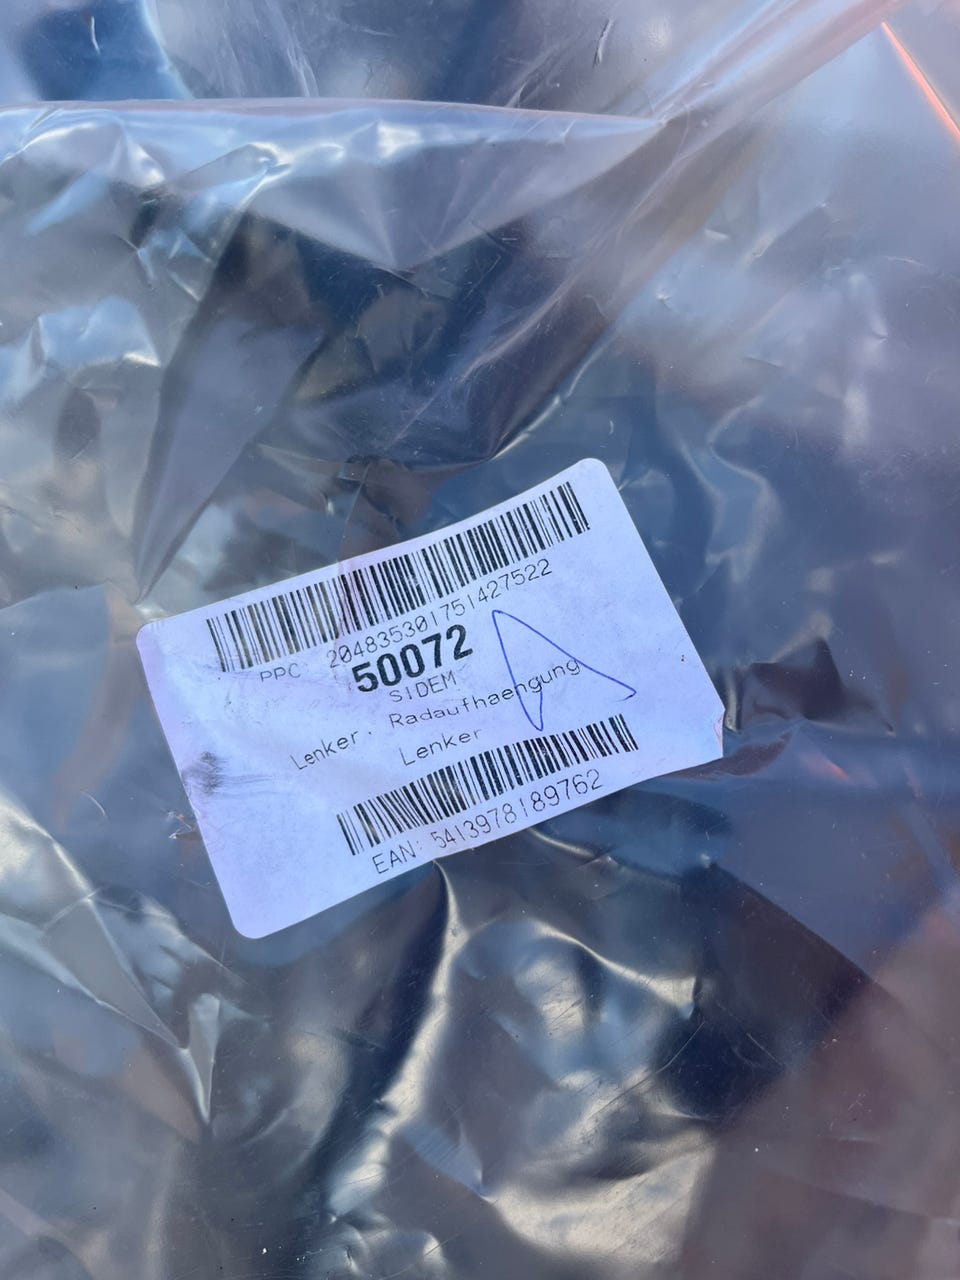 PPC: 204835301751427522
50072
SIDEM
Lenker, Radaufhaengung
Lenker
EAN: 5413978189762